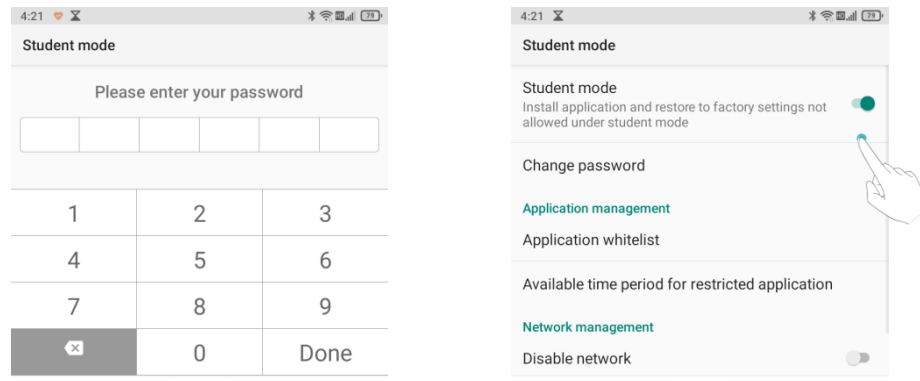 4:21
79
Student mode
Please enter your password
1 2 3
4 5 6
7 8 9
0 Done
4:21
79
Student mode
Student mode
Install application and restore to factory settings not
allowed under student mode
Change password
Application management
Application whitelist
Available time period for restricted application
Network management
Disable network